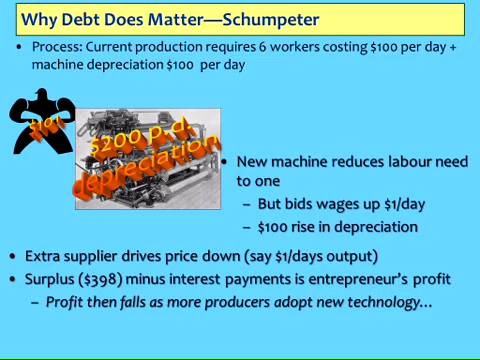 Why Debt Does Matter—Schumpeter
• Process: Current production requires 6 workers costing $100 per day +
machine depreciation $100 per day
$101
$200 p.d.
depreciation
• New machine reduces labour need
to one
– But bids wages up $1/day
– $100 rise in depreciation
• Extra supplier drives price down (say $1/days output)
• Surplus ($398) minus interest payments is entrepreneur's profit
– Profit then falls as more producers adopt new technology…